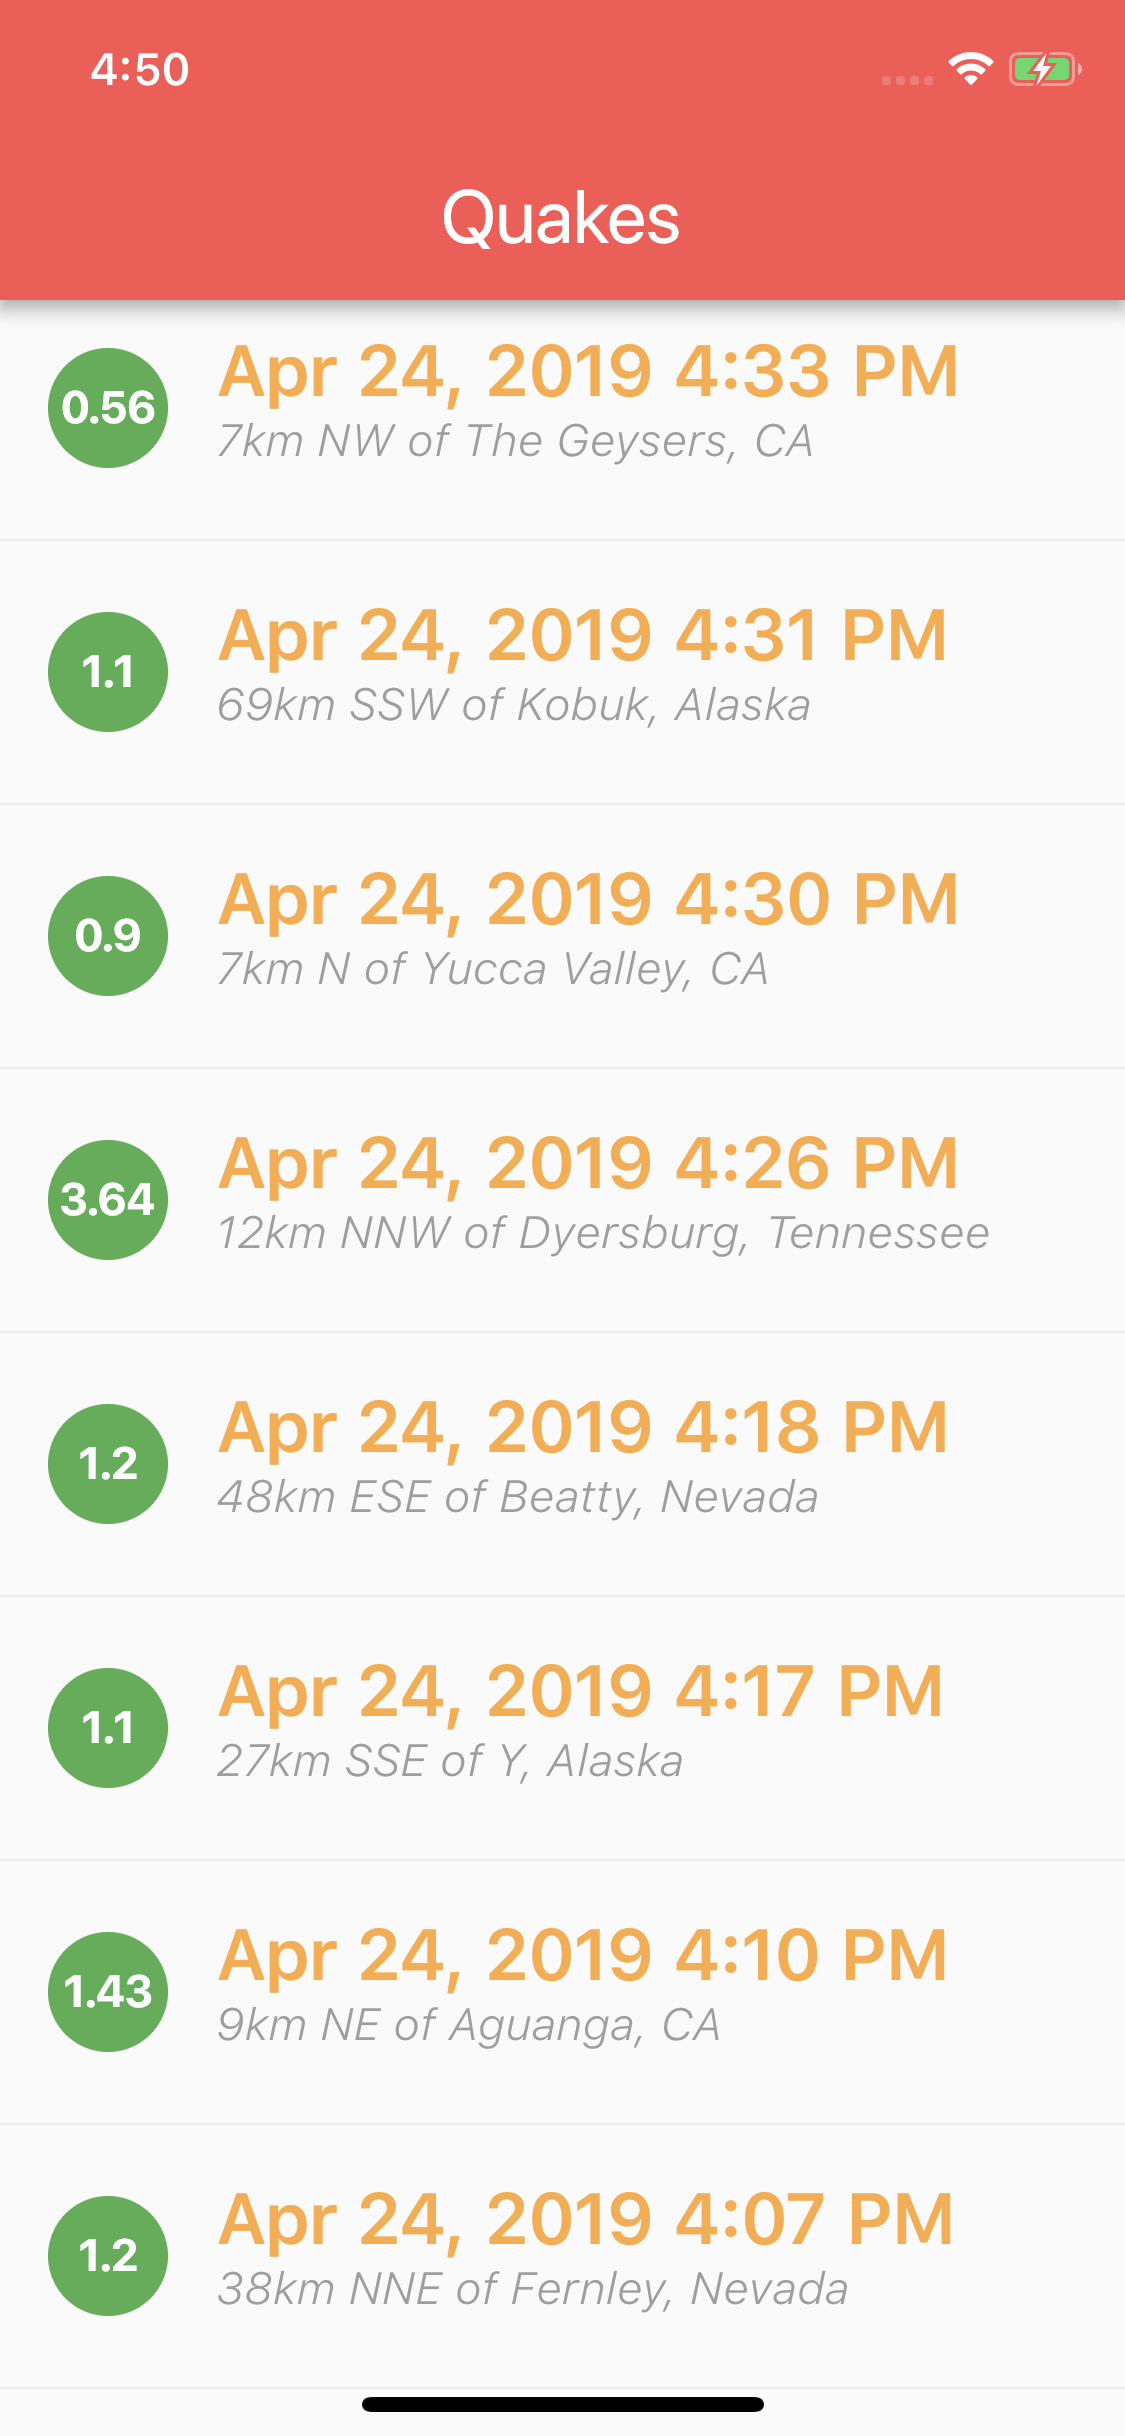 4:50
Quakes
0.56
Apr 24, 2019 4:33 PM
7km NW of The Geysers, CA
1.1
Apr 24, 2019 4:31 PM
69km SSW of Kobuk, Alaska
0.9
Apr 24, 2019 4:30 PM
7km N of Yucca Valley, CA
3.64
Apr 24, 2019 4:26 PM
12km NNW of Dyersburg, Tennessee
1.2
Apr 24, 2019 4:18 PM
48km ESE of Beatty, Nevada
1.1
Apr 24, 2019 4:17 PM
27km SSE of Y, Alaska
1.43
Apr 24, 2019 4:10 PM
9km NE of Aguanga, CA
1.2
Apr 24, 2019 4:07 PM
38km NNE of Fernley, Nevada